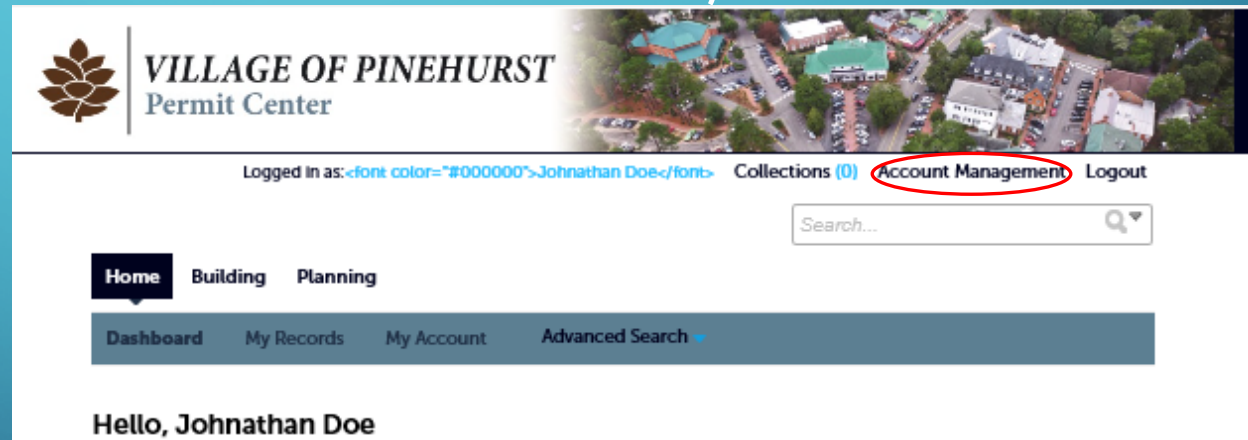 VILLAGE OF PINEHURST
Permit Center
Logged in as:<font color="#000000">Johnathan Doe</font> Collections (0) Account Management Logout
Search...
Home Building Planning
Dashboard My Records My Account Advanced Search
Hello, Johnathan Doe